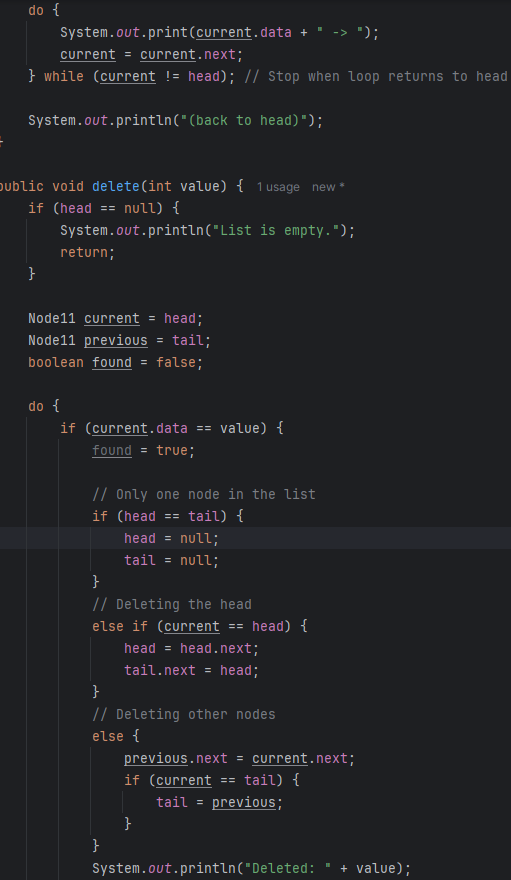 do {
System.out.print(current.data + " -> ");
current = current.next;
} while (current != head); // Stop when loop returns to head
System.out.println("(back to head)");
}
public void delete(int value) { 1 usage new *
if (head == null) {
System.out.println("List is empty.");
return;
}
Node11 current = head;
Node11 previous = tail;
boolean found = false;
do {
if (current.data == value) {
found = true;
// Only one node in the list
if (head == tail) {
head = null;
tail = null;
}
// Deleting the head
else if (current == head) {
head = head.next;
tail.next = head;
}
// Deleting other nodes
else {
previous.next = current.next;
if (current == tail) {
tail = previous;
}
}
System.out.println("Deleted: " + value);